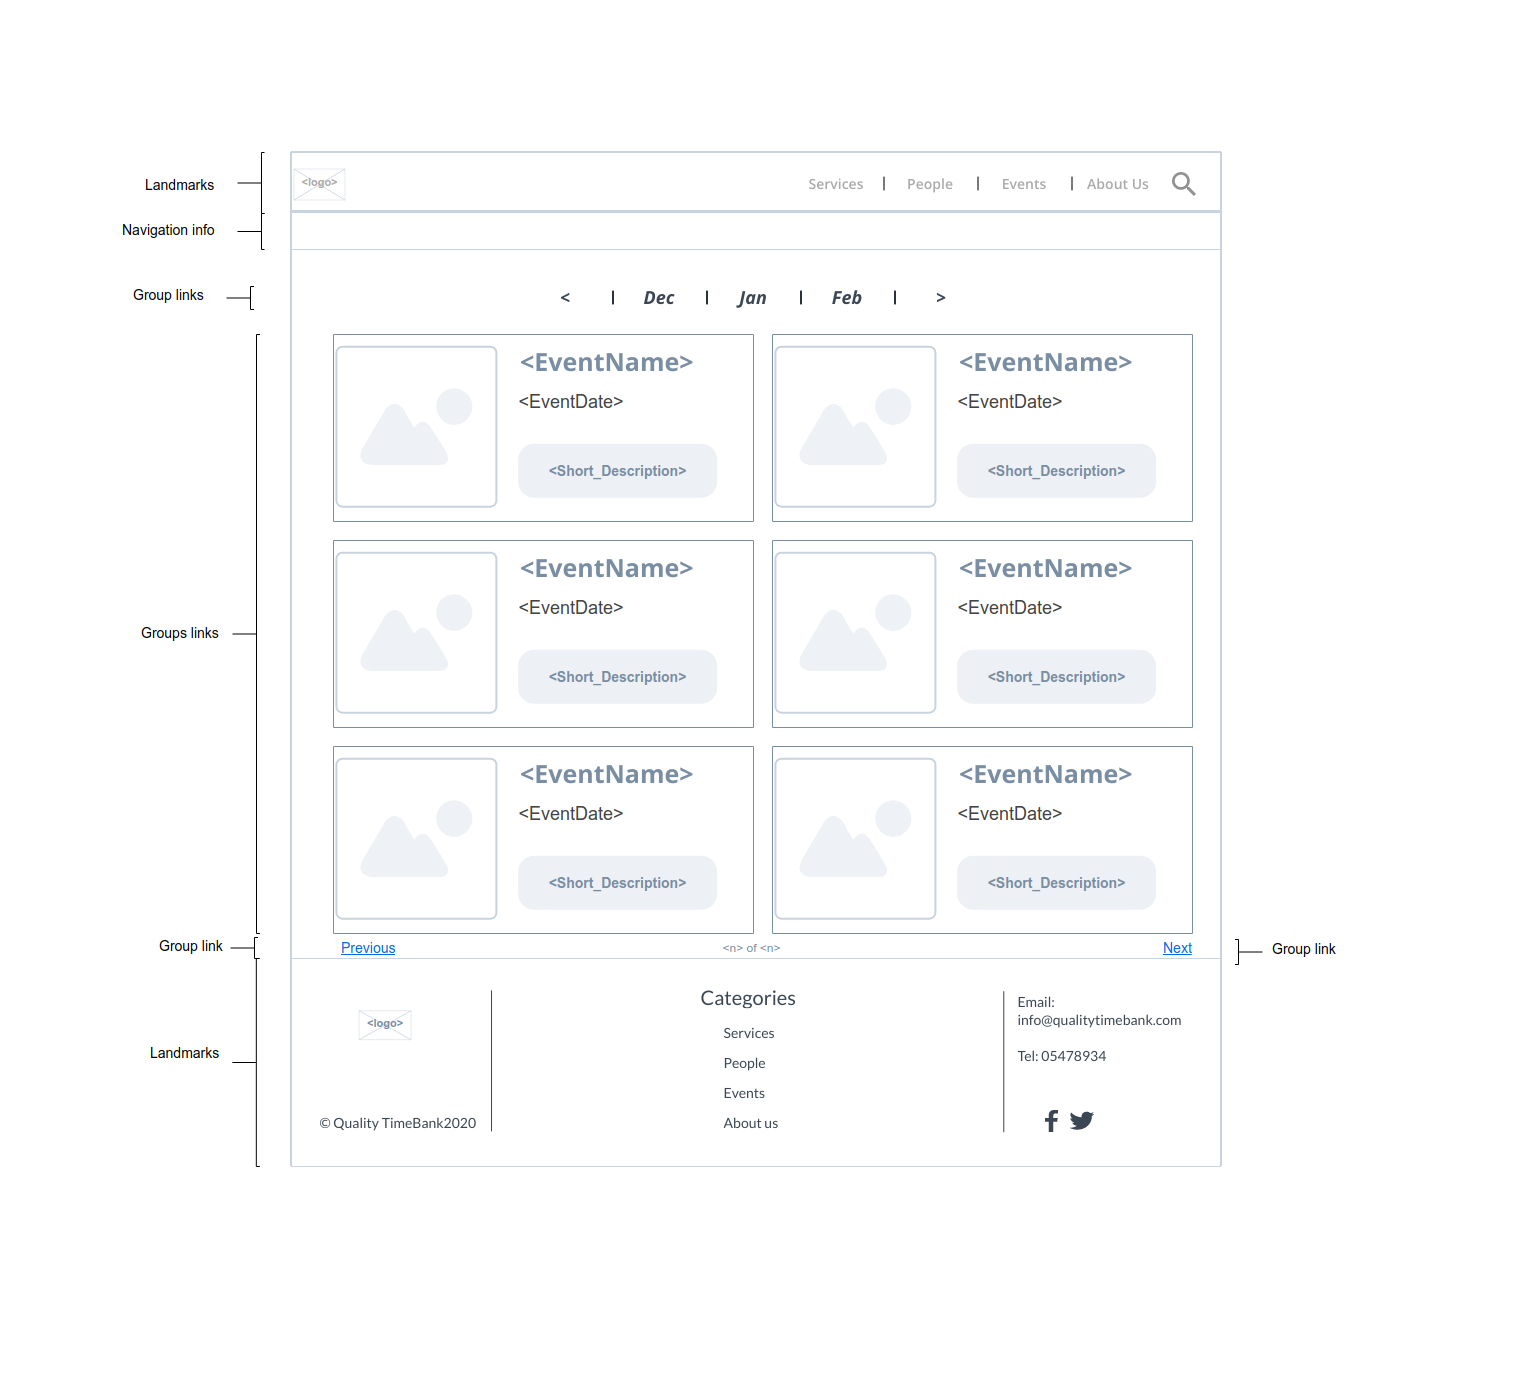 Landmarks
<logo>
Services | People | Events | About Us
Navigation info
Group links
< | Dec | Jan | Feb | >
<EventName>
<EventDate>
<Short_Description>
<EventName>
<EventDate>
<Short_Description>
Groups links
<EventName>
<EventDate>
<Short_Description>
<EventName>
<EventDate>
<Short_Description>
<EventName>
<EventDate>
<Short_Description>
<EventName>
<EventDate>
<Short_Description>
Group link
Previous
<n> of <n>
Next
Group link
Landmarks
<logo>
© Quality TimeBank2020
Categories
Services
People
Events
About us
Email:
info@qualitytimebank.com
Tel: 05478934